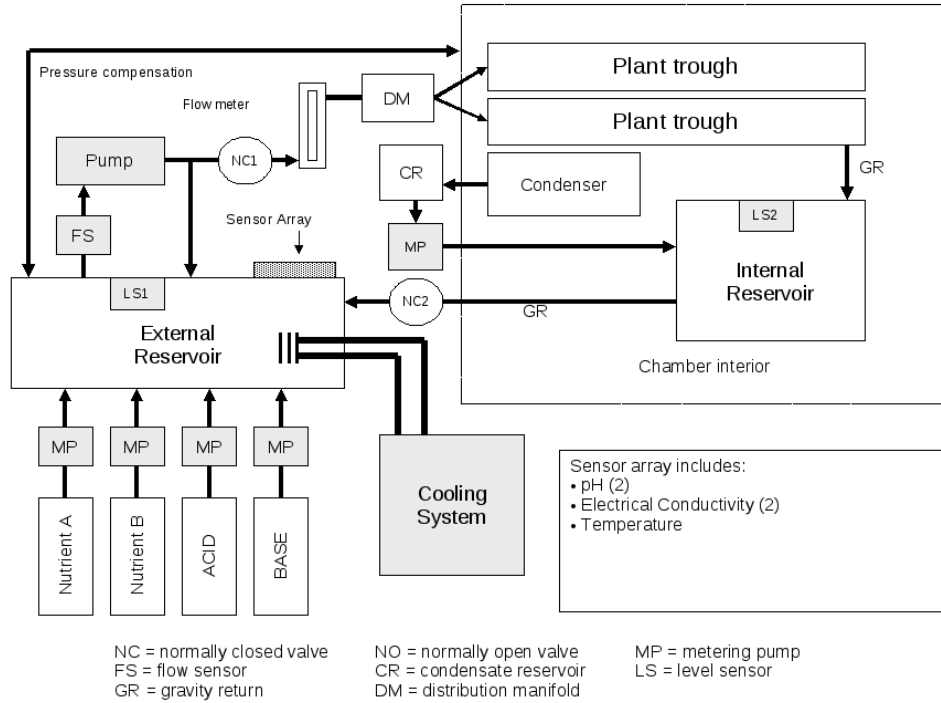 Plant trough
Pressure compensation
Flow meter
DM
Plant trough
Pump
NC1
CR
Condenser
GR
FS
Sensor Array
MP
LS2
LS1
NC2
Internal
Reservoir
GR
External
Reservoir
Chamber interior
MP
MP
MP
MP
Cooling
System
Nutrient A
Nutrient B
ACID
BASE
Sensor array includes:
• pH (2)
• Electrical Conductivity (2)
• Temperature
NC = normally closed valve
FS = flow sensor
GR = gravity return
NO = normally open valve
CR = condensate reservoir
DM = distribution manifold
MP = metering pump
LS = level sensor